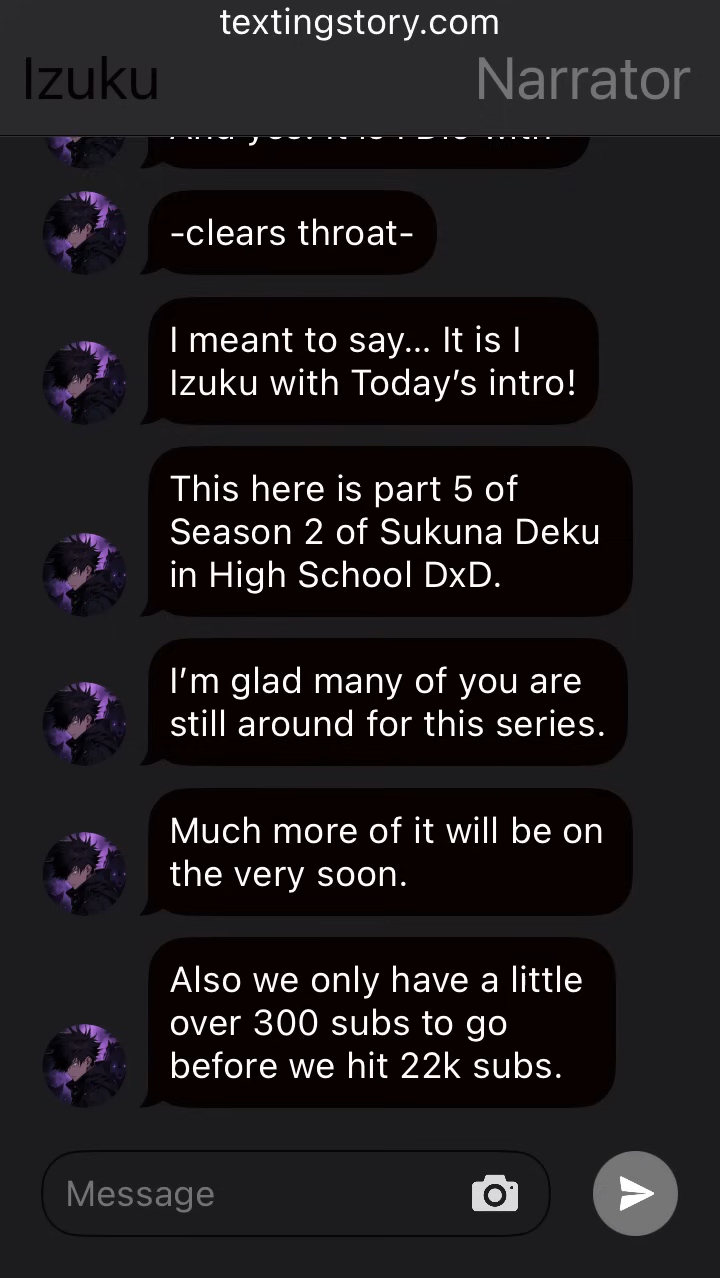 textingstory.com
Izuku
Narrator
-clears throat-
I meant to say... It is I
Izuku with Today’s intro!
This here is part 5 of
Season 2 of Sukuna Deku
in High School DxD.
I’m glad many of you are
still around for this series.
Much more of it will be on
the very soon.
Also we only have a little
over 300 subs to go
before we hit 22k subs.
Message